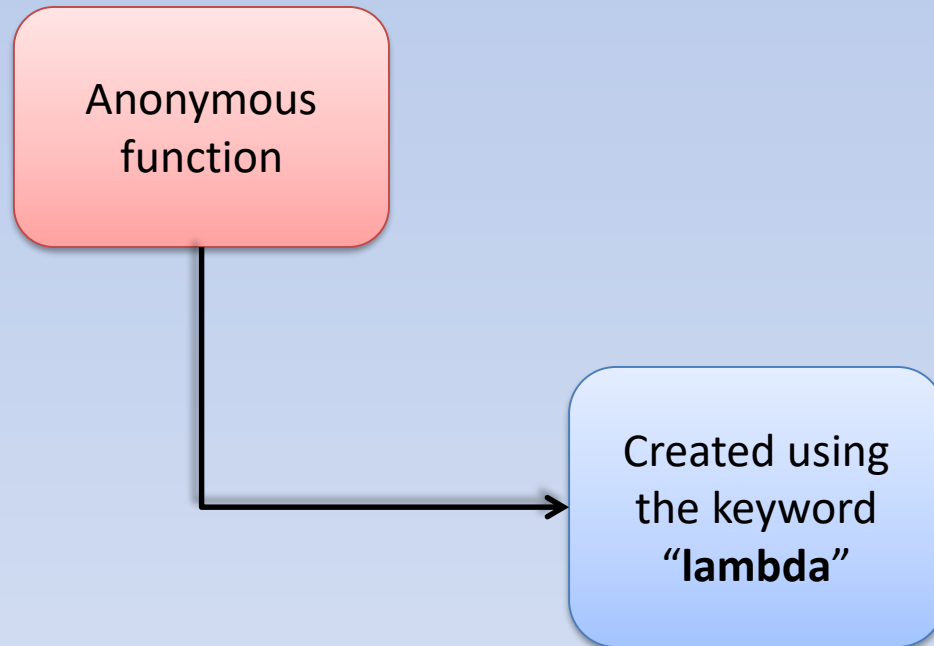 Anonymous
function
Created using
the keyword
“lambda”